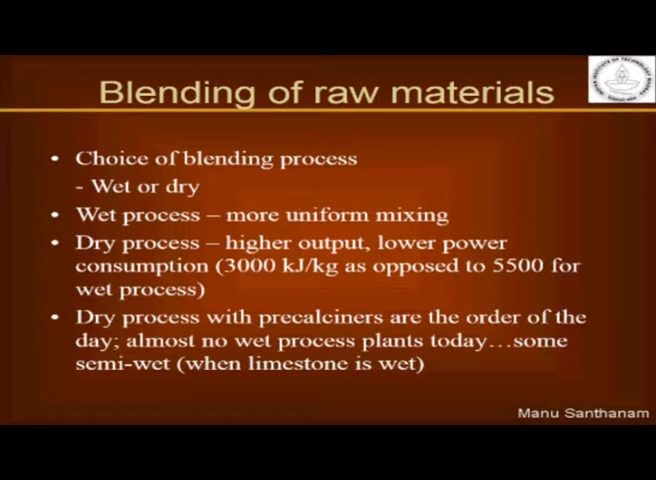 Blending of raw materials
• Choice of blending process
- Wet or dry
• Wet process – more uniform mixing
• Dry process – higher output, lower power
consumption (3000 kJ/kg as opposed to 5500 for
wet process)
• Dry process with precalciners are the order of the
day; almost no wet process plants today…some
semi-wet (when limestone is wet)
Manu Santhanam